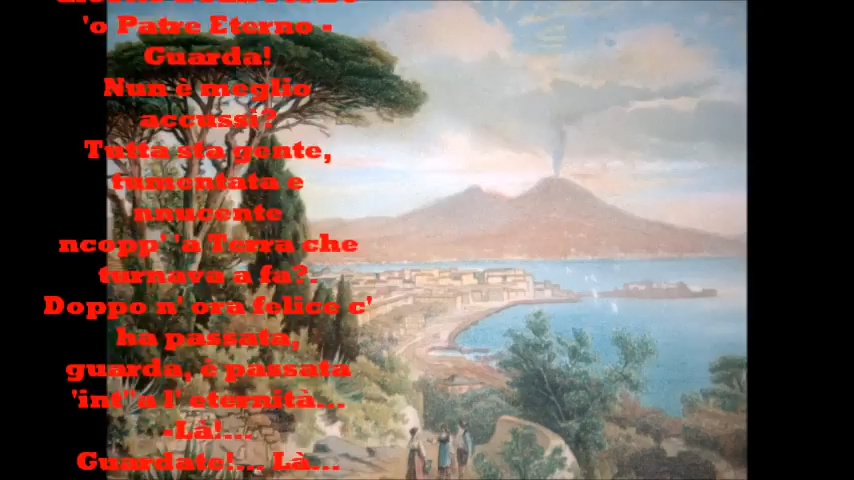 'o Patre Eterno -
Guarda!
Nun è meglio
accussì?
Tutta sta gente,
turmentata e
nnucente
ncopp' 'a Terra che
turnava a fa?.
Doppo n' ora felice c'
ha passata,
guarda, è passata
'int''a l' eternità...
-Là!...
Guardate!... Là...